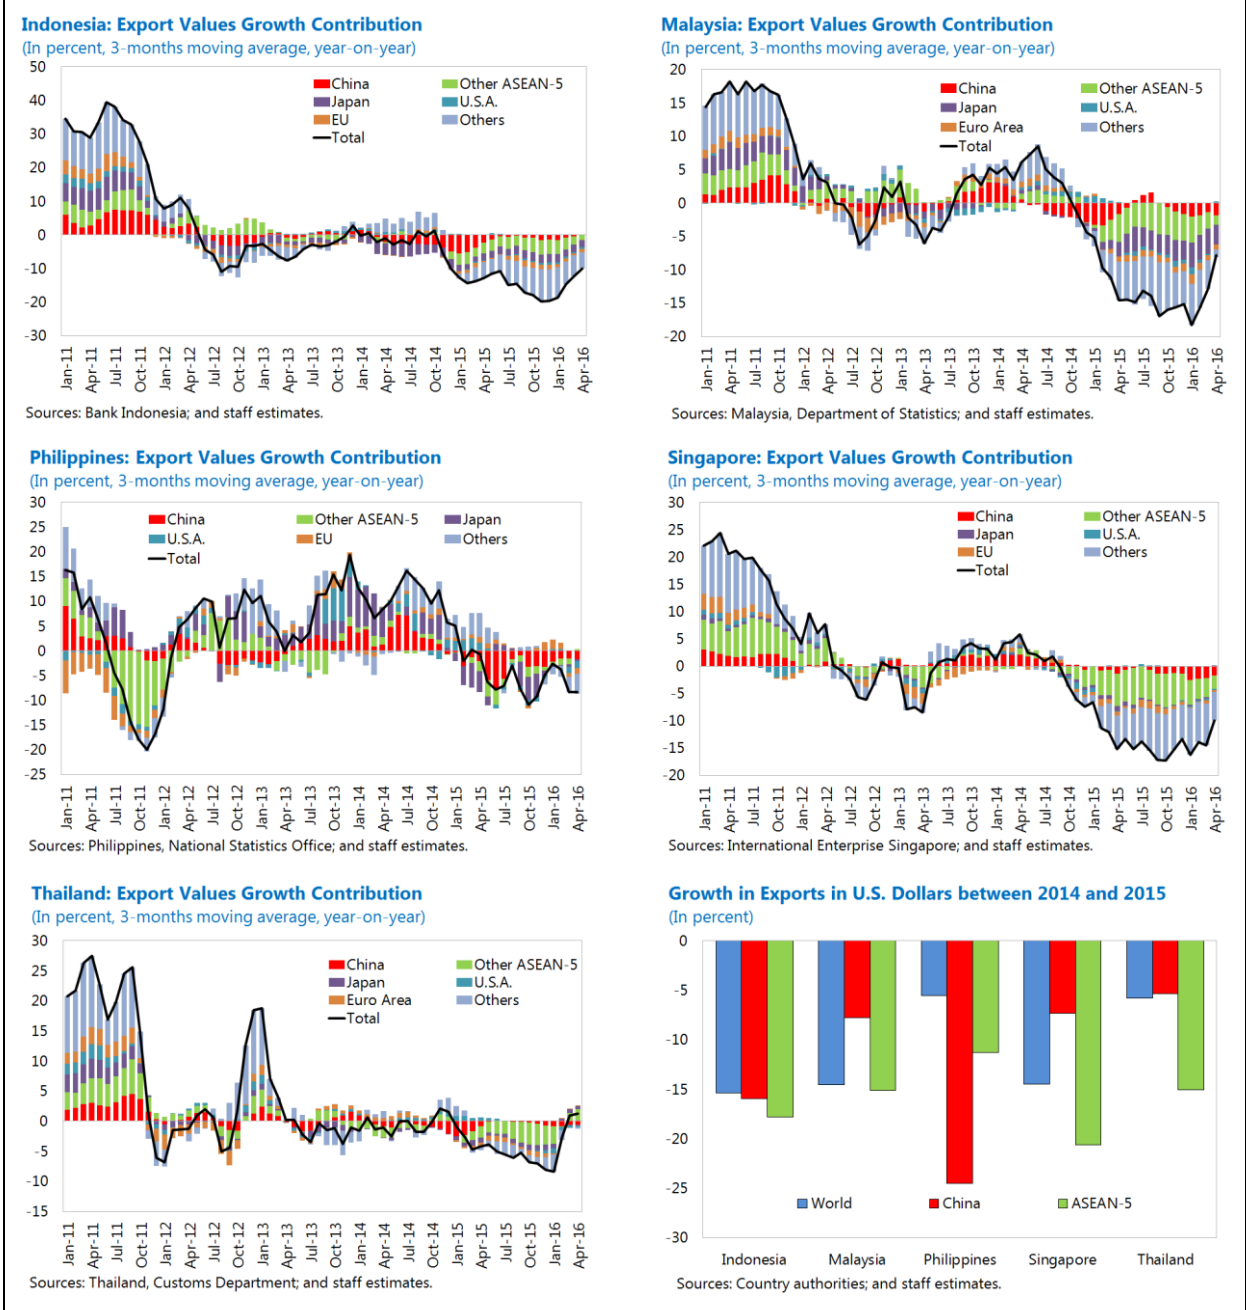 Indonesia: Export Values Growth Contribution
(In percent, 3-months moving average, year-on-year)
50
40
30
20
10
0
-10
-20
-30
China
Other ASEAN-5
Japan
U.S.A.
EU
Others
Total
Jan-11
Apr-11
Jul-11
Oct-11
Jan-12
Apr-12
Jul-12
Oct-12
Jan-13
Apr-13
Jul-13
Oct-13
Jan-14
Apr-14
Jul-14
Oct-14
Jan-15
Apr-15
Jul-15
Oct-15
Jan-16
Apr-16
Sources: Bank Indonesia; and staff estimates.
Malaysia: Export Values Growth Contribution
(In percent, 3-months moving average, year-on-year)
20
15
10
5
0
-5
-10
-15
-20
China
Other ASEAN-5
Japan
U.S.A.
Euro Area
Others
Total
Jan-11
Apr-11
Jul-11
Oct-11
Jan-12
Apr-12
Jul-12
Oct-12
Jan-13
Apr-13
Jul-13
Oct-13
Jan-14
Apr-14
Jul-14
Oct-14
Jan-15
Apr-15
Jul-15
Oct-15
Jan-16
Apr-16
Sources: Malaysia, Department of Statistics; and staff estimates.
Philippines: Export Values Growth Contribution
(In percent, 3-months moving average, year-on-year)
30
25
20
15
10
5
0
-5
-10
-15
-20
-25
China
Other ASEAN-5
Japan
U.S.A.
EU
Others
Total
Jan-11
Apr-11
Jul-11
Oct-11
Jan-12
Apr-12
Jul-12
Oct-12
Jan-13
Apr-13
Jul-13
Oct-13
Jan-14
Apr-14
Jul-14
Oct-14
Jan-15
Apr-15
Jul-15
Oct-15
Jan-16
Apr-16
Sources: Philippines, National Statistics Office; and staff estimates.
Singapore: Export Values Growth Contribution
(In percent, 3-months moving average, year-on-year)
30
25
20
15
10
5
0
-5
-10
-15
-20
China
Other ASEAN-5
Japan
U.S.A.
EU
Others
Total
Jan-11
Apr-11
Jul-11
Oct-11
Jan-12
Apr-12
Jul-12
Oct-12
Jan-13
Apr-13
Jul-13
Oct-13
Jan-14
Apr-14
Jul-14
Oct-14
Jan-15
Apr-15
Jul-15
Oct-15
Jan-16
Apr-16
Sources: International Enterprise Singapore; and staff estimates.
Thailand: Export Values Growth Contribution
(In percent, 3-months moving average, year-on-year)
30
25
20
15
10
5
0
-5
-10
-15
China
Other ASEAN-5
Japan
U.S.A.
Euro Area
Others
Total
Jan-11
Apr-11
Jul-11
Oct-11
Jan-12
Apr-12
Jul-12
Oct-12
Jan-13
Apr-13
Jul-13
Oct-13
Jan-14
Apr-14
Jul-14
Oct-14
Jan-15
Apr-15
Jul-15
Oct-15
Jan-16
Apr-16
Sources: Thailand, Customs Department; and staff estimates.
Growth in Exports in U.S. Dollars between 2014 and 2015
(In percent)
0
-5
-10
-15
-20
-25
-30
World
China
ASEAN-5
Indonesia
Malaysia
Philippines
Singapore
Thailand
Sources: Country authorities; and staff estimates.